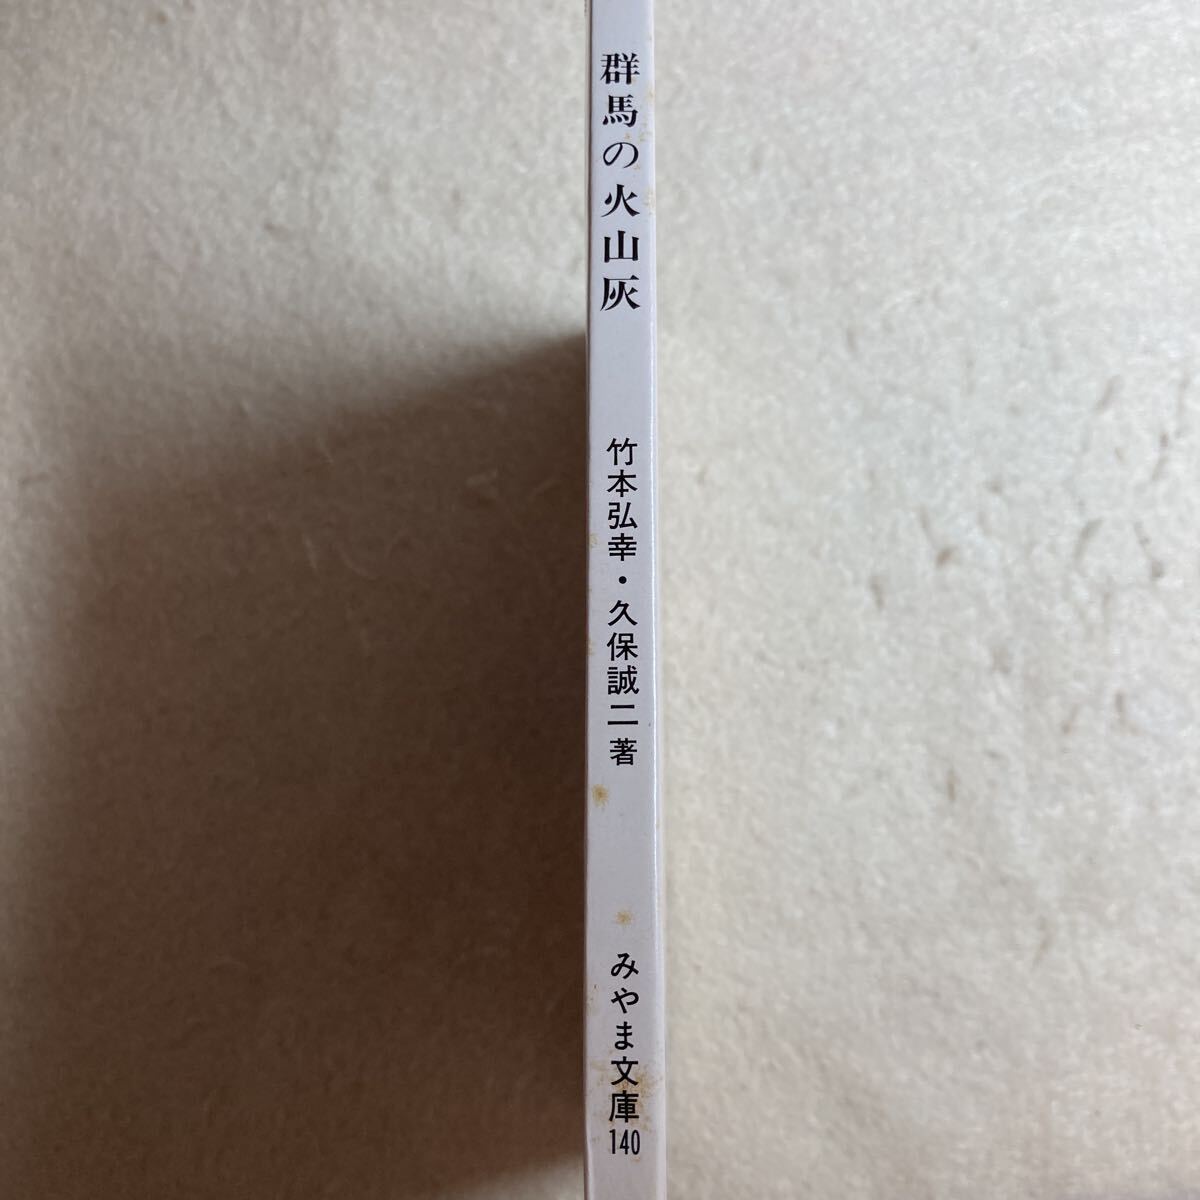 群馬の火山灰
竹本弘幸・久保誠二 著
みやま文庫 140